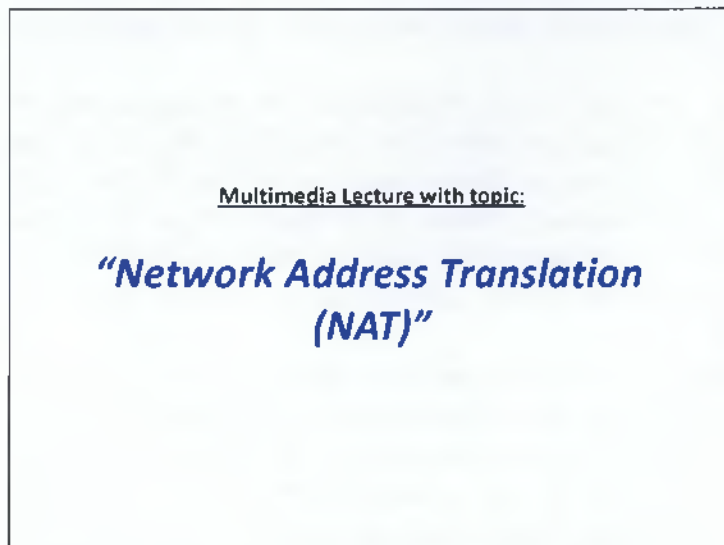 Multimedia Lecture with topic:
“Network Address Translation
(NAT)”